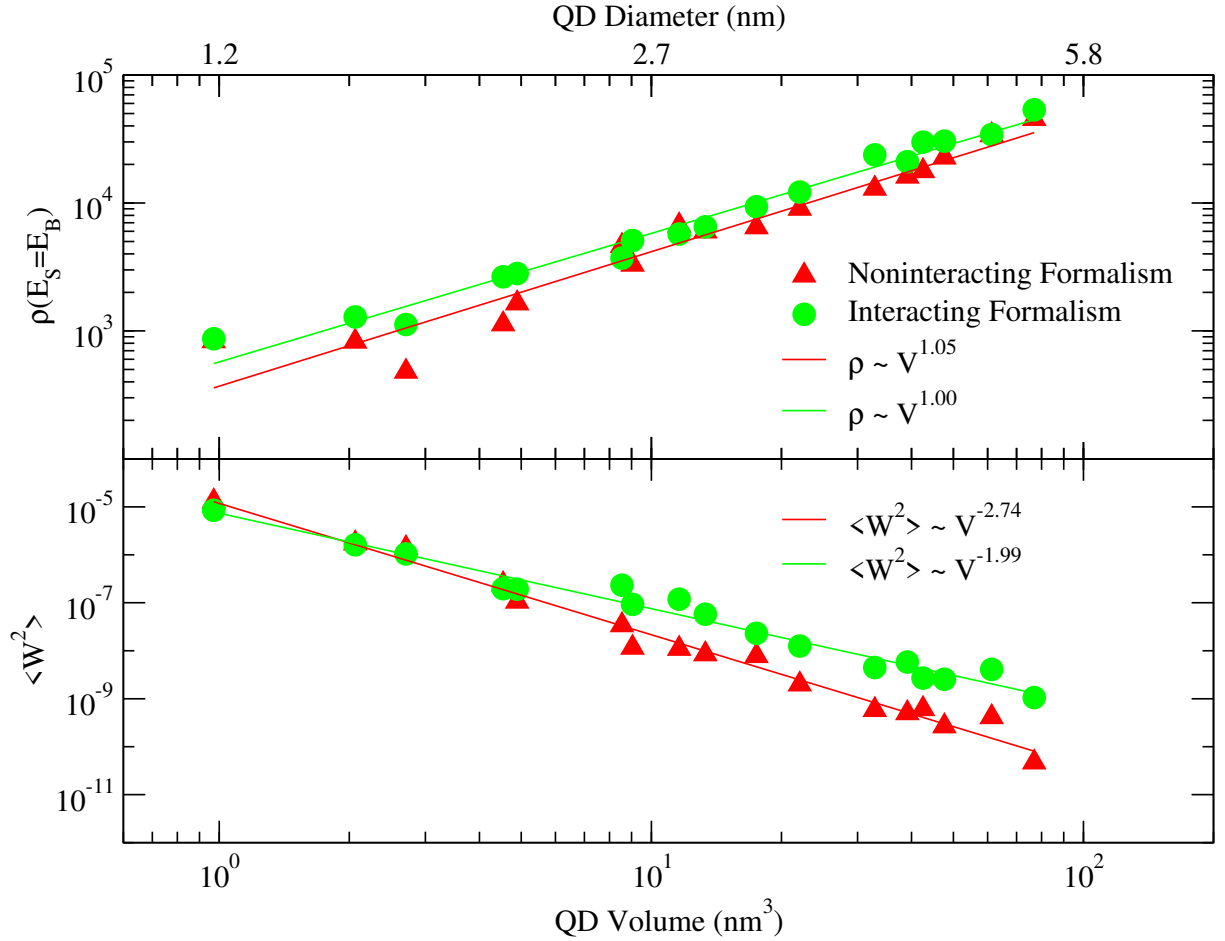 QD Diameter (nm)
1.2 2.7 5.8
10^5
10^4
10^3
ρ(E_S=E_B)
Noninteracting Formalism
Interacting Formalism
ρ ~ V^1.05
ρ ~ V^1.00
10^-5
10^-7
10^-9
10^-11
<W^2>
<W^2> ~ V^-2.74
<W^2> ~ V^-1.99
10^0 10^1 10^2
QD Volume (nm^3)